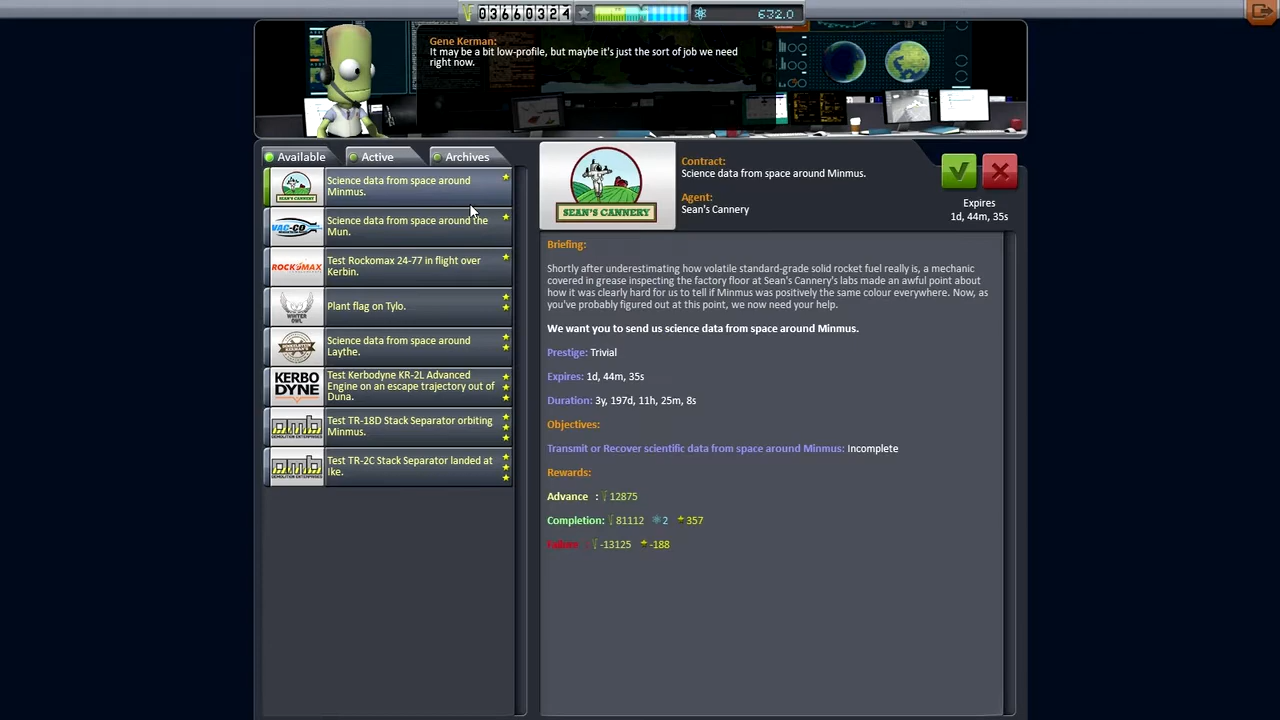 03660324
632.0
Gene Kerman:
It may be a bit low-profile, but maybe it's just the sort of job we need
right now.
Available
Active
Archives
Science data from space around
Minmus.
Science data from space around the
Mun.
Test Rockomax 24-77 in flight over
Kerbin.
Plant flag on Tylo.
Science data from space around
Laythe.
Test Kerbodyne KR-2L Advanced
Engine on an escape trajectory out of
Duna.
Test TR-18D Stack Separator orbiting
Minmus.
Test TR-2C Stack Separator landed at
Ike.
SEAN'S CANNERY
VAC-CO
ROCKOMAX
WINTER
OWL
KERBO
DYNE
SEAN'S CANNERY
Contract:
Science data from space around Minmus.
Agent:
Sean's Cannery
Expires
1d, 44m, 35s
Briefing:
Shortly after underestimating how volatile standard-grade solid rocket fuel really is, a mechanic
covered in grease inspecting the factory floor at Sean's Cannery's labs made an awful point about
how it was clearly hard for us to tell if Minmus was positively the same colour everywhere. Now, as
you've probably figured out at this point, we now need your help.
We want you to send us science data from space around Minmus.
Prestige: Trivial
Expires: 1d, 44m, 35s
Duration: 3y, 197d, 11h, 25m, 8s
Objectives:
Transmit or Recover scientific data from space around Minmus: Incomplete
Rewards:
Advance : 12875
Completion: 81112 2 +357
Failure: -13125 -188